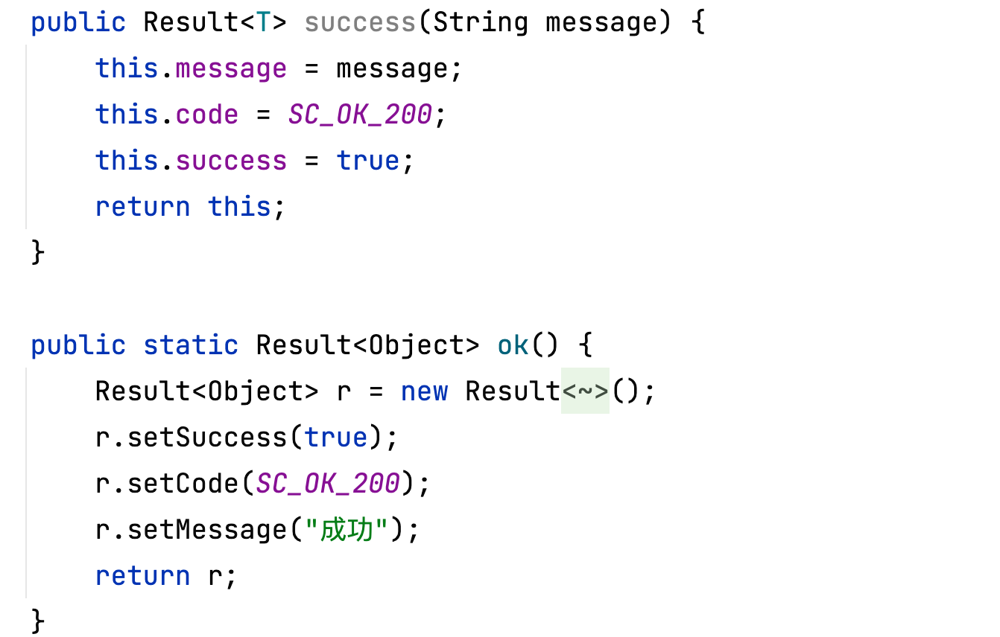 public Result<T> success(String message) {
    this.message = message;
    this.code = SC_OK_200;
    this.success = true;
    return this;
}
public static Result<Object> ok() {
    Result<Object> r = new Result<~>();
    r.setSuccess(true);
    r.setCode(SC_OK_200);
    r.setMessage("成功");
    return r;
}